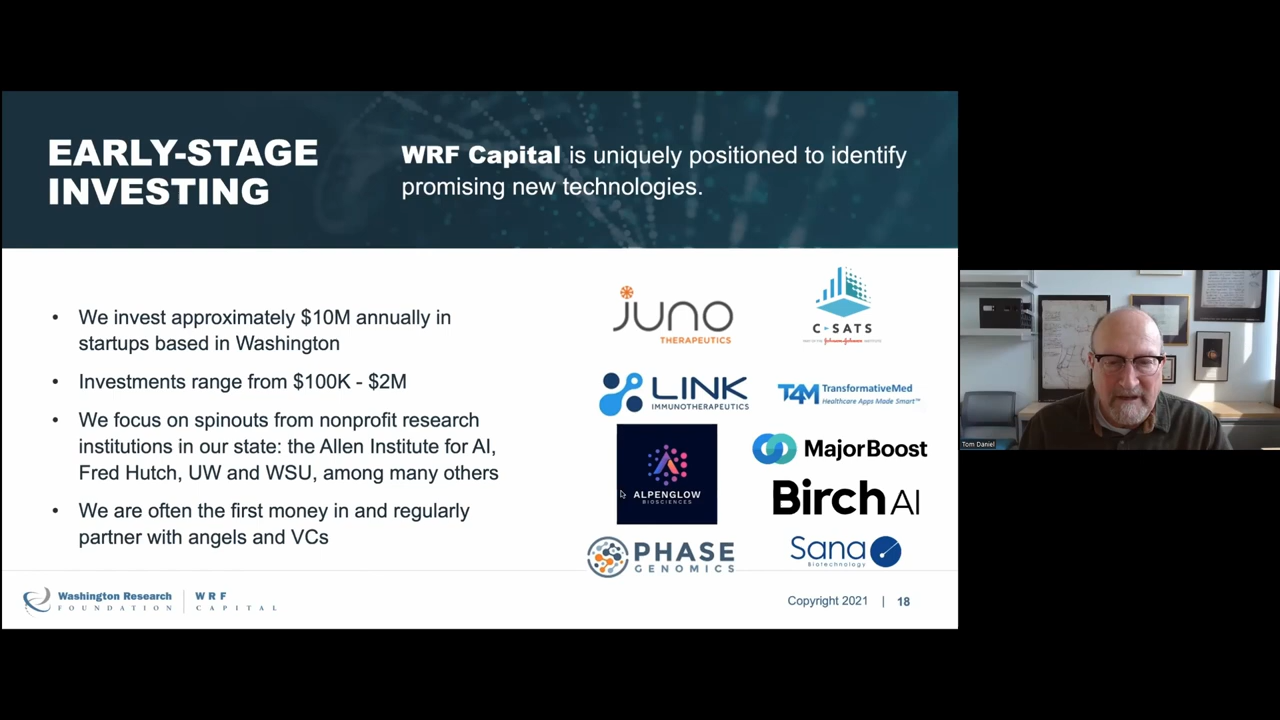 EARLY-STAGE
INVESTING
WRF Capital is uniquely positioned to identify
promising new technologies.
• We invest approximately $10M annually in
startups based in Washington
• Investments range from $100K - $2M
• We focus on spinouts from nonprofit research
institutions in our state: the Allen Institute for AI,
Fred Hutch, UW and WSU, among many others
• We are often the first money in and regularly
partner with angels and VCs
juno
THERAPEUTICS
C-SATS
LINK
IMMUNOTHERAPEUTICS
T4M TransformativeMed
Healthcare Apps Made Smart™
ALPENGLOW
BIOSCIENCES
MajorBoost
Birch AI
PHASE
GENOMICS
Sana
Biotechnology
Washington Research
FOUNDATION
WRF
CAPITAL
Copyright 2021 | 18
Tom Daniel